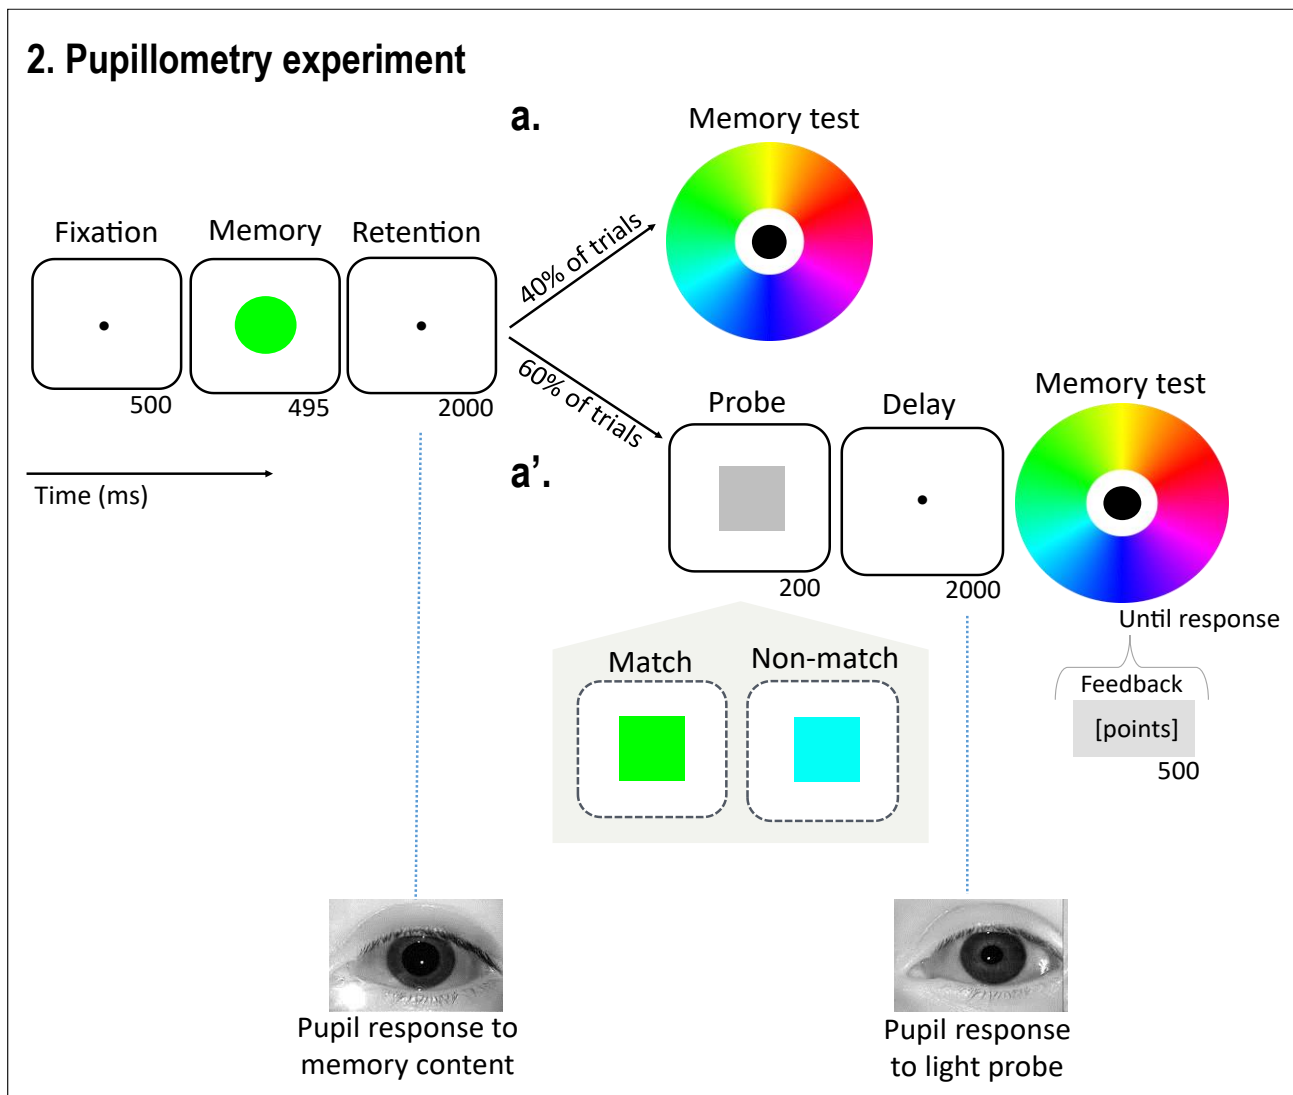 2. Pupillometry experiment
a.
Memory test
Fixation
Memory
Retention
40% of trials
60% of trials
500
495
2000
Time (ms)
a'.
Probe
Delay
Memory test
200
2000
Until response
Match
Non-match
Feedback
[points]
500
Pupil response to
memory content
Pupil response
to light probe